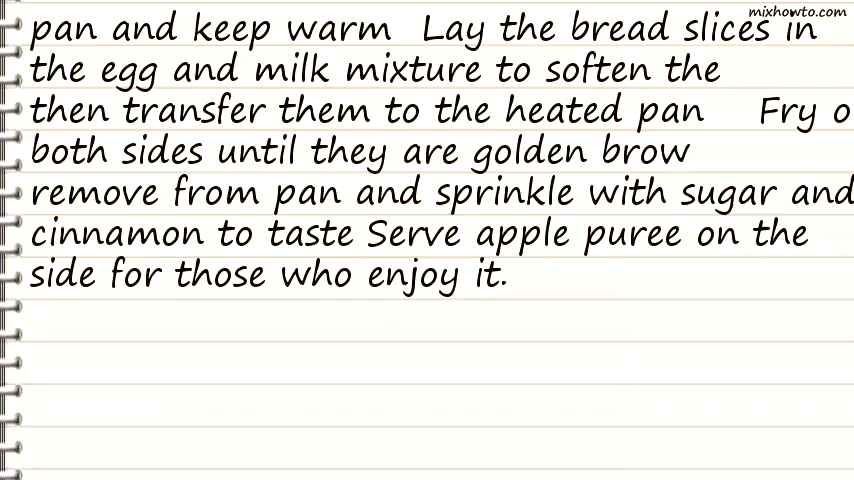 mixhowto.com
pan and keep warm Lay the bread slices in
the egg and milk mixture to soften the
then transfer them to the heated pan Fry o
both sides until they are golden brow
remove from pan and sprinkle with sugar and
cinnamon to taste Serve apple puree on the
side for those who enjoy it.